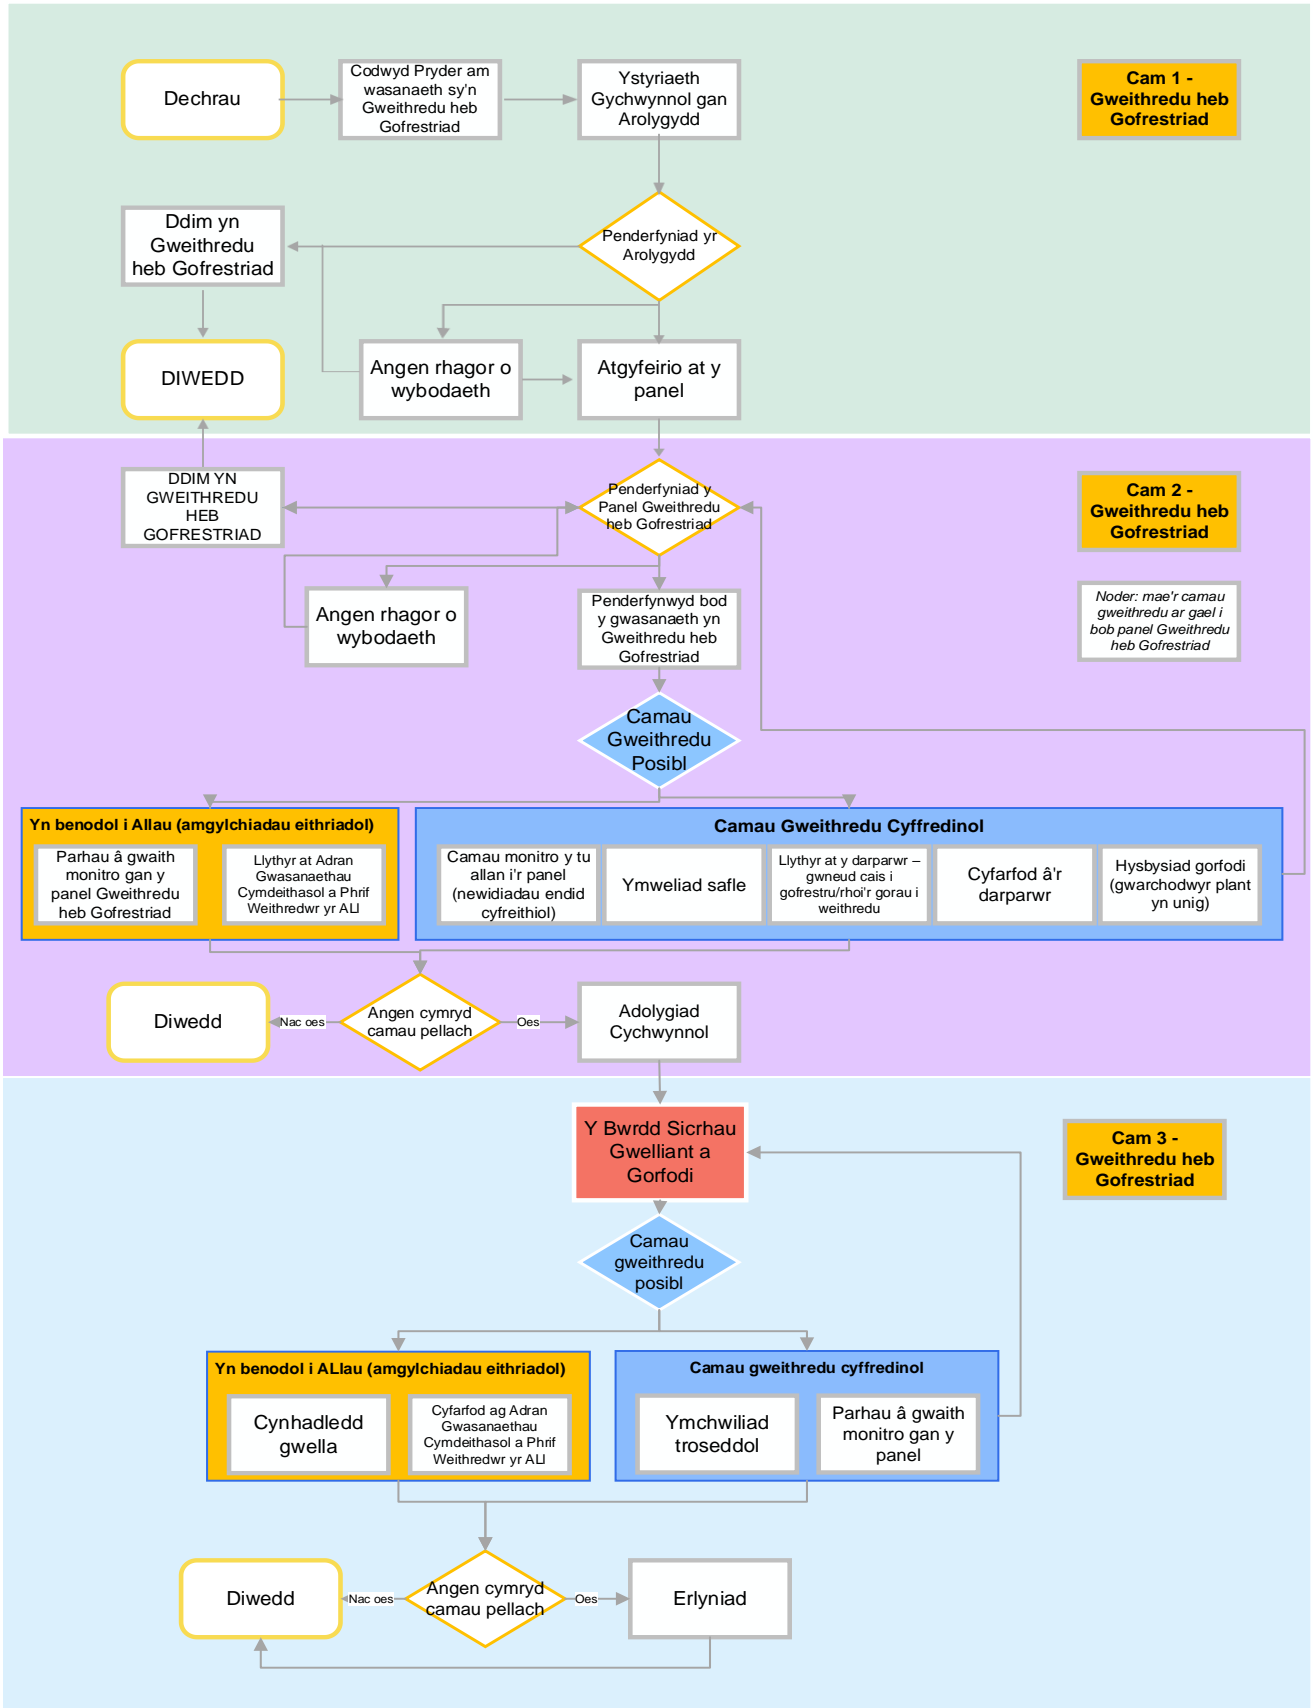 Dechrau
Codwyd Pryder am
wasanaeth sy'n
Gweithredu heb
Gofrestriad
Ystyriaeth
Gychwynnol gan
Arolygydd
Cam 1 -
Gweithredu heb
Gofrestriad
Ddim yn
Gweithredu
heb Gofrestriad
Penderfyniad yr
Arolygydd
DIWEDD
Angen rhagor o
wybodaeth
Atgyfeirio at y
panel
DDIM YN
GWEITHREDU
HEB
GOFRESTRIAD
Penderfyniad y
Panel Gweithredu
heb Gofrestriad
Cam 2 -
Gweithredu heb
Gofrestriad
Angen rhagor o
wybodaeth
Penderfynwyd bod
y gwasanaeth yn
Gweithredu heb
Gofrestriad
Noder: mae'r camau
gweithredu ar gael i
bob panel Gweithredu
heb Gofrestriad
Camau
Gweithredu
Posibl
Yn benodol i Allau (amgylchiadau eithriadol)
Parhau â gwaith
monitro gan y
panel Gweithredu
heb Gofrestriad
Llythyr at Adran
Gwasanaethau
Cymdeithasol a Phrif
Weithredwr yr ALl
Camau Gweithredu Cyffredinol
Camau monitro y tu
allan i'r panel
(newidiadau endid
cyfreithiol)
Ymweliad safle
Llythyr at y darparwr –
gwneud cais i
gofrestru/rhoi'r gorau i
weithredu
Cyfarfod â'r
darparwr
Hysbysiad gorfodi
(gwarchodwyr plant
yn unig)
Diwedd
Nac oes
Angen cymryd
camau pellach
Oes
Adolygiad
Cychwynnol
Y Bwrdd Sicrhau
Gwelliant a
Gorfodi
Cam 3 -
Gweithredu heb
Gofrestriad
Camau
gweithredu
posibl
Yn benodol i ALlau (amgylchiadau eithriadol)
Cynhadledd
gwella
Cyfarfod ag Adran
Gwasanaethau
Cymdeithasol a Phrif
Weithredwr yr ALl
Camau gweithredu cyffredinol
Ymchwiliad
troseddol
Parhau â gwaith
monitro gan y
panel
Diwedd
Nac oes
Angen cymryd
camau pellach
Oes
Erlyniad